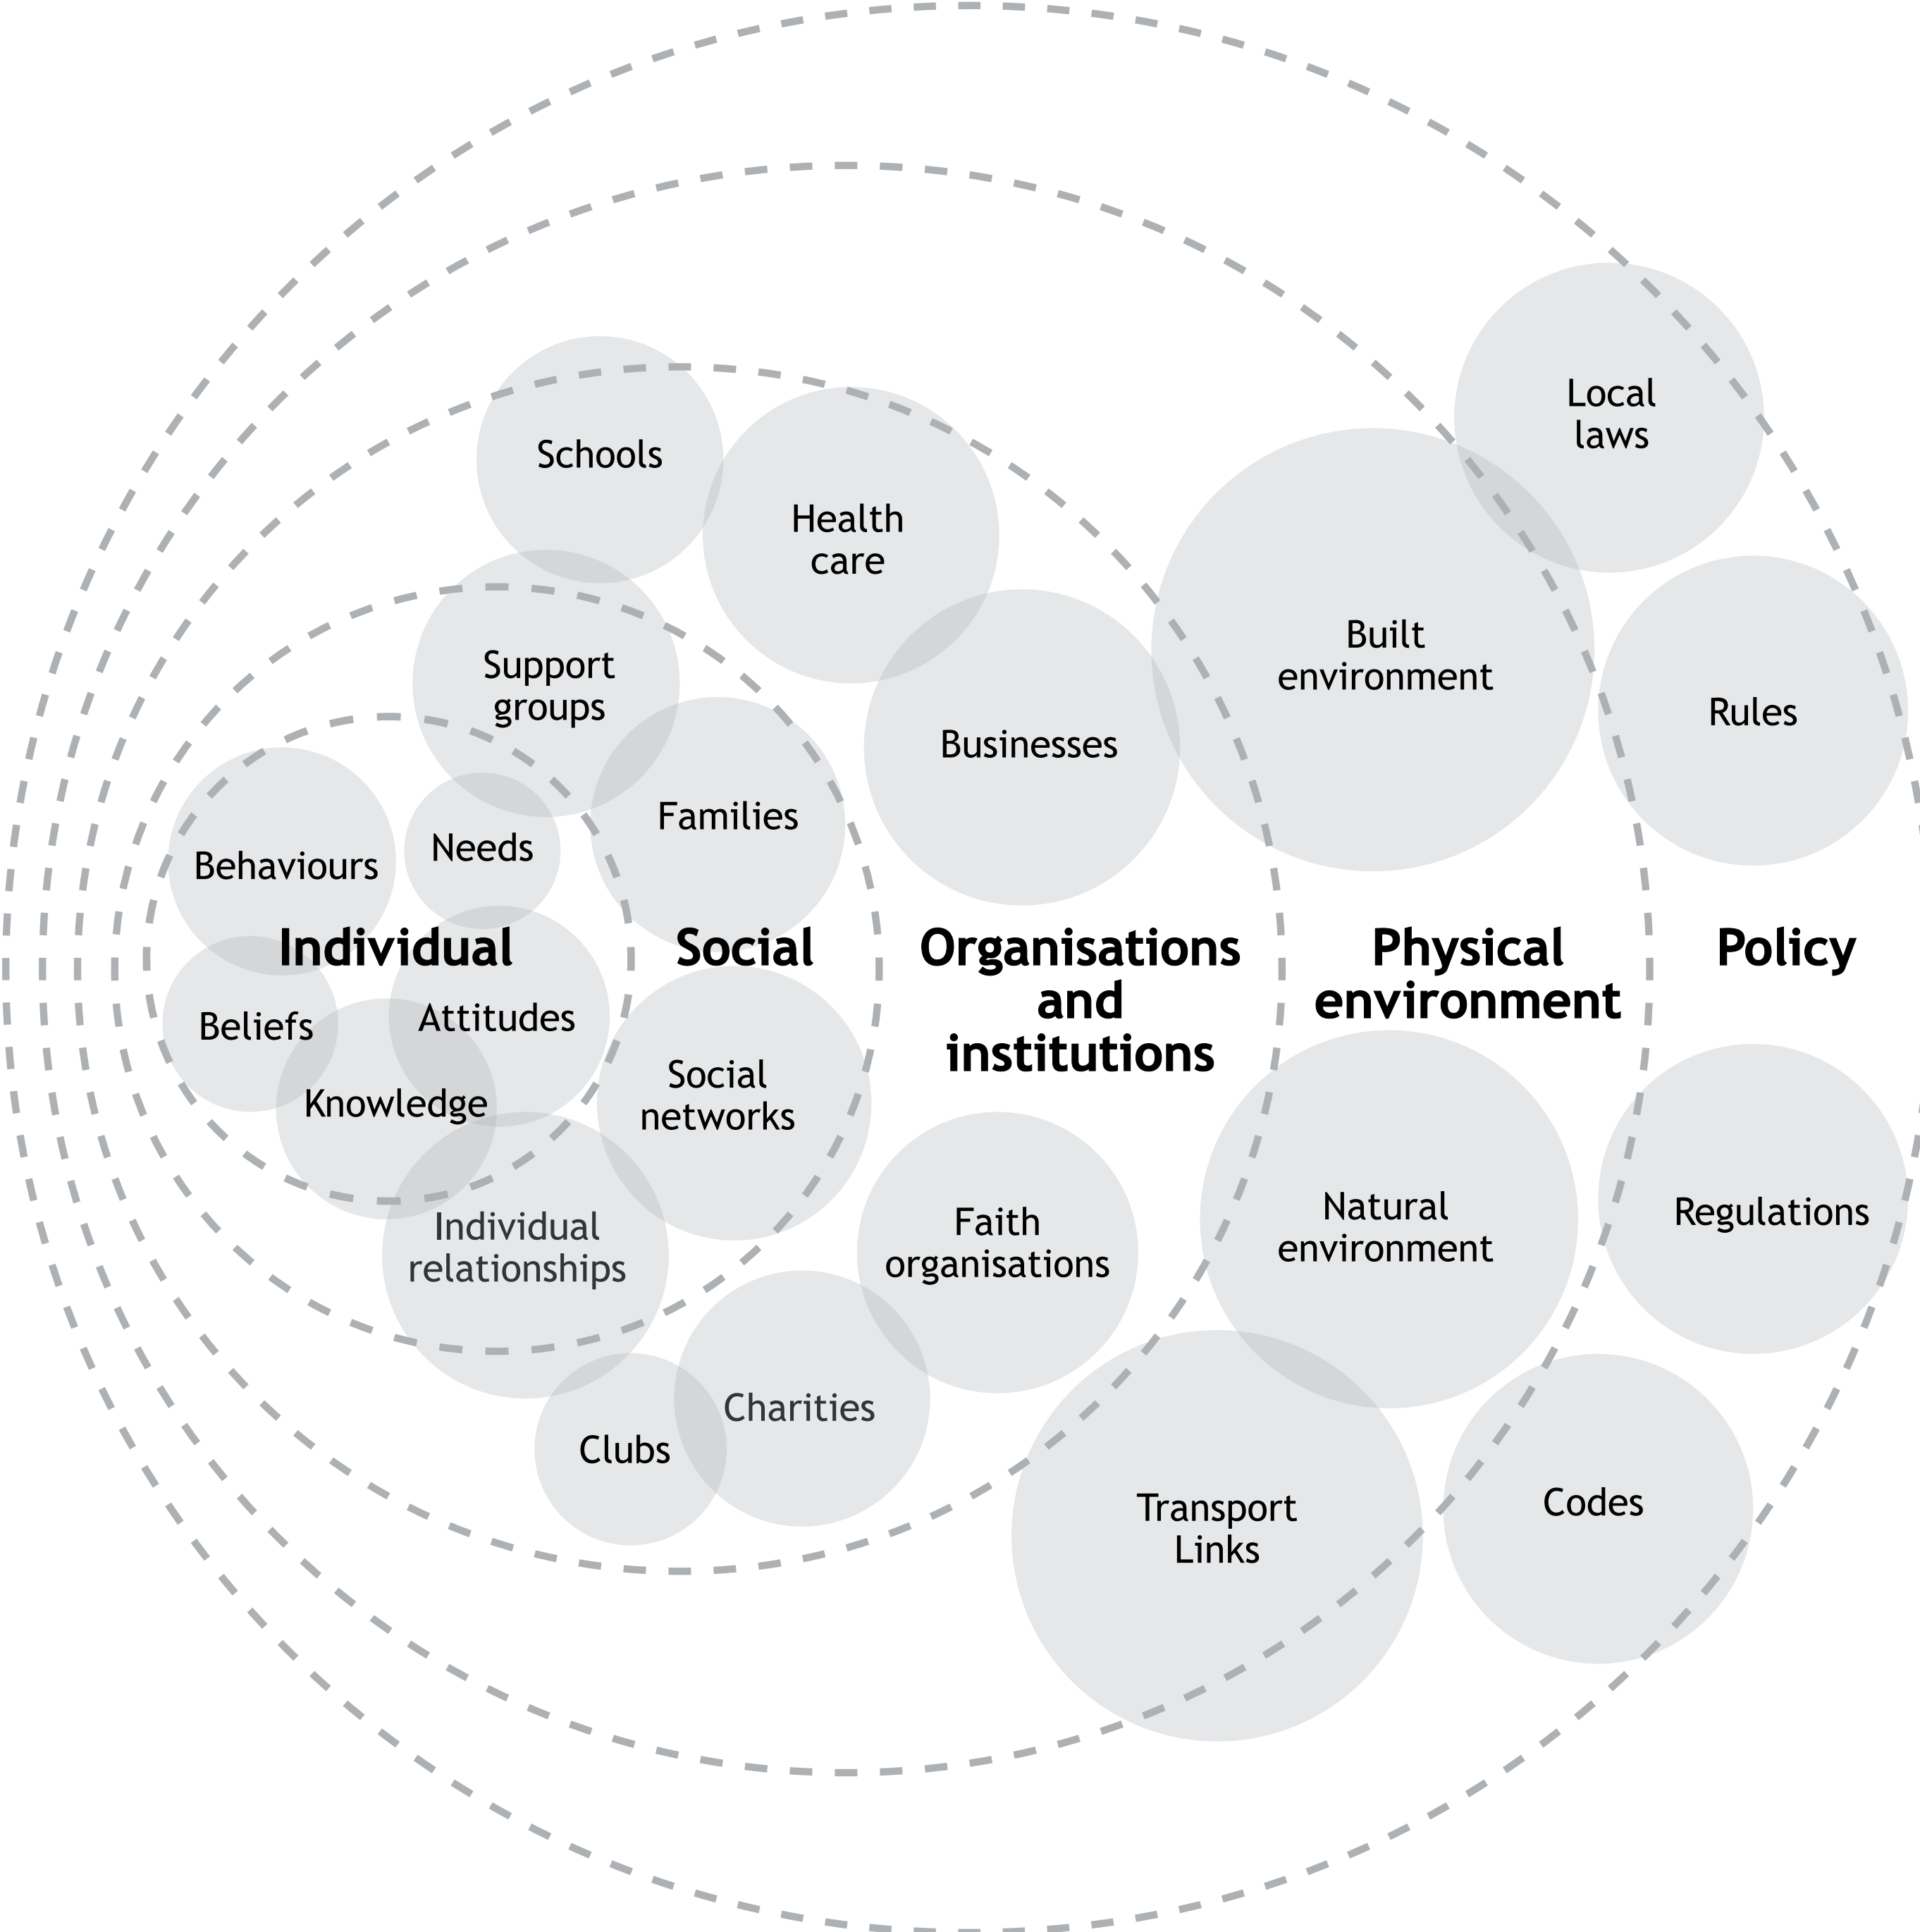 Local
laws
Schools
Health
care
Built
environment
Support
groups
Rules
Businesses
Families
Needs
Behaviours
Individual
Social
Organisations
and
institutions
Physical
environment
Policy
Beliefs
Attitudes
Knowledge
Social
networks
Individual
relationships
Faith
organisations
Natural
environment
Regulations
Charities
Clubs
Transport
Links
Codes